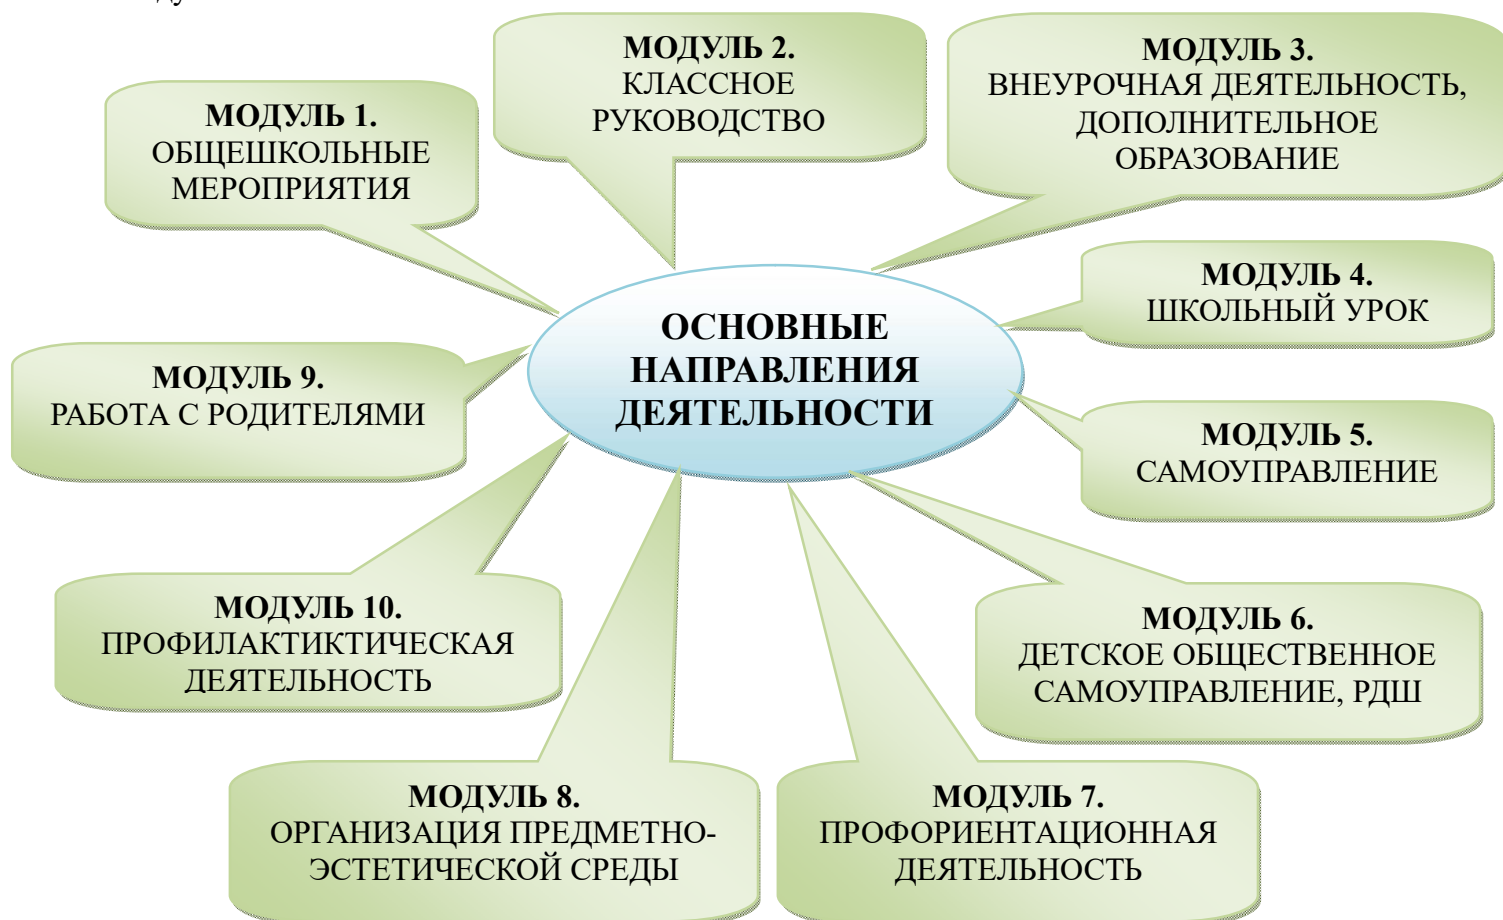 МОДУЛЬ 1.
ОБЩЕШКОЛЬНЫЕ
МЕРОПРИЯТИЯ
МОДУЛЬ 2.
КЛАССНОЕ
РУКОВОДСТВО
МОДУЛЬ 3.
ВНЕУРОЧНАЯ ДЕЯТЕЛЬНОСТЬ,
ДОПОЛНИТЕЛЬНОЕ
ОБРАЗОВАНИЕ
МОДУЛЬ 4.
ШКОЛЬНЫЙ УРОК
ОСНОВНЫЕ
НАПРАВЛЕНИЯ
ДЕЯТЕЛЬНОСТИ
МОДУЛЬ 9.
РАБОТА С РОДИТЕЛЯМИ
МОДУЛЬ 5.
САМОУПРАВЛЕНИЕ
МОДУЛЬ 10.
ПРОФИЛАКТИКТИЧЕСКАЯ
ДЕЯТЕЛЬНОСТЬ
МОДУЛЬ 6.
ДЕТСКОЕ ОБЩЕСТВЕННОЕ
САМОУПРАВЛЕНИЕ, РДШ
МОДУЛЬ 8.
ОРГАНИЗАЦИЯ ПРЕДМЕТНО-
ЭСТЕТИЧЕСКОЙ СРЕДЫ
МОДУЛЬ 7.
ПРОФОРИЕНТАЦИОННАЯ
ДЕЯТЕЛЬНОСТЬ